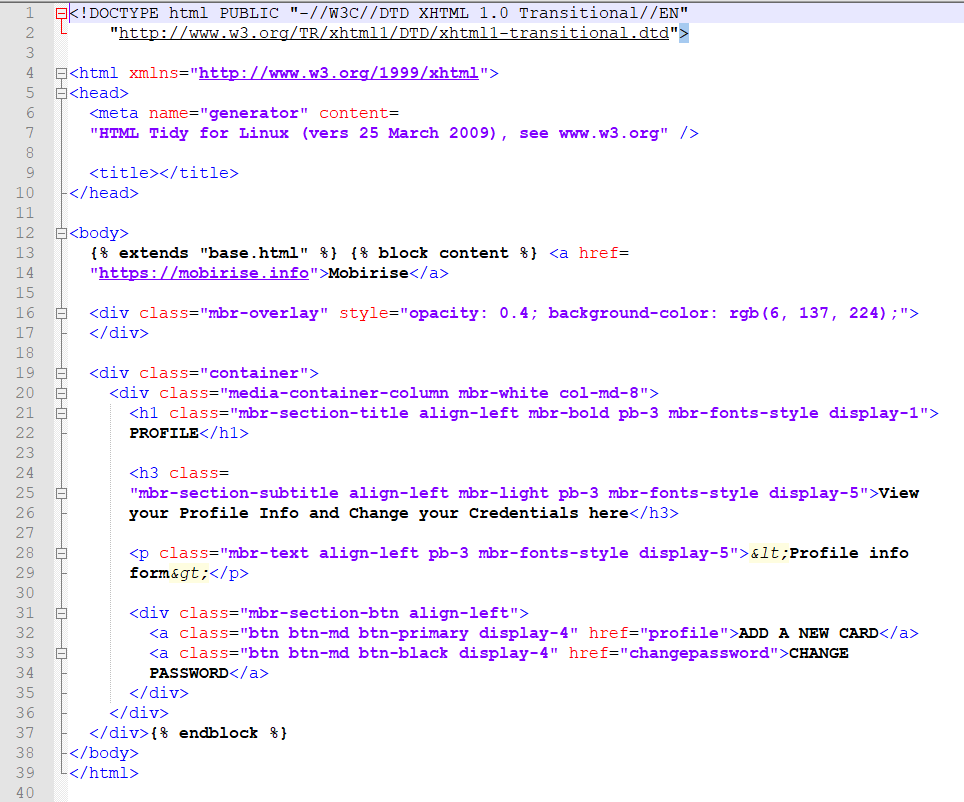 1 <!DOCTYPE html PUBLIC "-//W3C//DTD XHTML 1.0 Transitional//EN"
2 "http://www.w3.org/TR/xhtml1/DTD/xhtml1-transitional.dtd">
3
4 <html xmlns="http://www.w3.org/1999/xhtml">
5 <head>
6 <meta name="generator" content=
7 "HTML Tidy for Linux (vers 25 March 2009), see www.w3.org" />
8
9 <title></title>
10 </head>
11
12 <body>
13 {% extends "base.html" %} {% block content %} <a href=
14 "https://mobirise.info">Mobirise</a>
15
16 <div class="mbr-overlay" style="opacity: 0.4; background-color: rgb(6, 137, 224);">
17 </div>
18
19 <div class="container">
20 <div class="media-container-column mbr-white col-md-8">
21 <h1 class="mbr-section-title align-left mbr-bold pb-3 mbr-fonts-style display-1">
22 PROFILE</h1>
23
24 <h3 class=
25 "mbr-section-subtitle align-left mbr-light pb-3 mbr-fonts-style display-5">View
26 your Profile Info and Change your Credentials here</h3>
27
28 <p class="mbr-text align-left pb-3 mbr-fonts-style display-5">&lt;Profile info
29 form&gt;</p>
30
31 <div class="mbr-section-btn align-left">
32 <a class="btn btn-md btn-primary display-4" href="profile">ADD A NEW CARD</a>
33 <a class="btn btn-md btn-black display-4" href="changepassword">CHANGE
34 PASSWORD</a>
35 </div>
36 </div>
37 </div>{% endblock %}
38 </body>
39 </html>
40